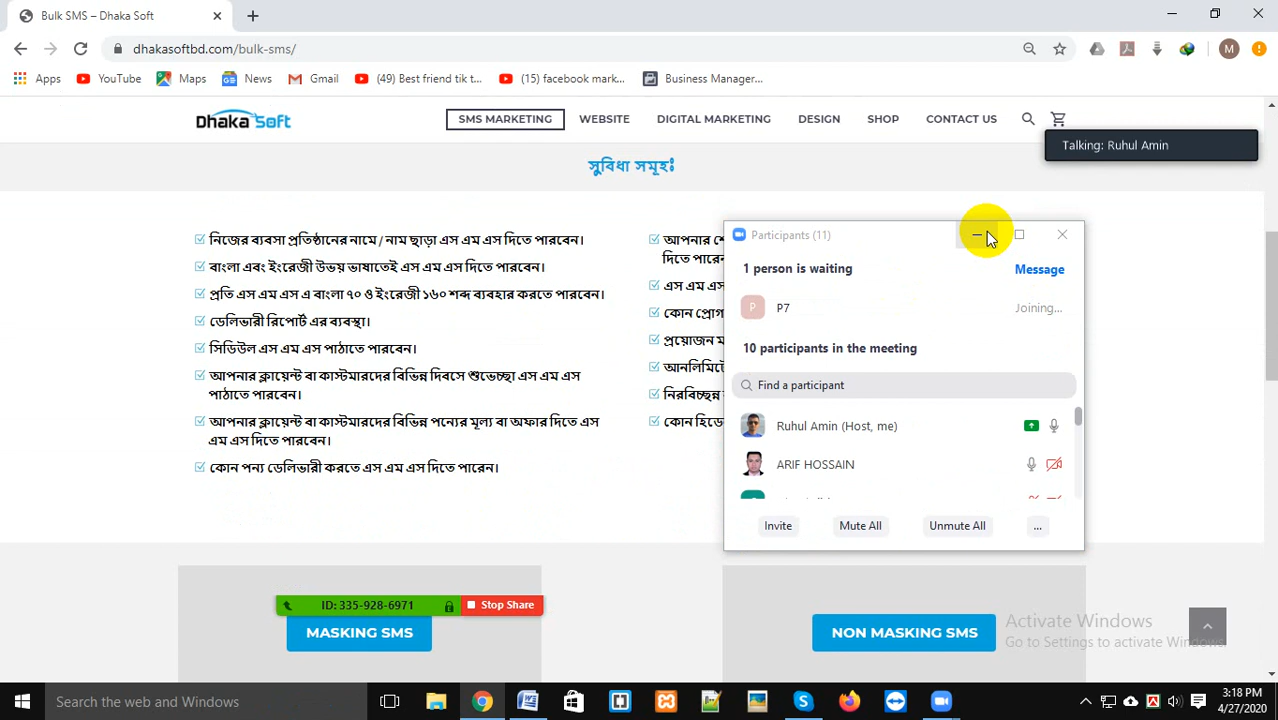 Bulk SMS – Dhaka Soft
dhakasoftbd.com/bulk-sms/
M
Apps YouTube Maps News Gmail (49) Best friend tik t... (15) facebook mark... Business Manager...
Dhaka Soft SMS MARKETING WEBSITE DIGITAL MARKETING DESIGN SHOP CONTACT US
Talking: Ruhul Amin
সুবিধা সমূহঃ
নিজের ব্যবসা প্রতিষ্ঠানের নামে / নাম ছাড়া এস এম এস দিতে পারবেন।
বাংলা এবং ইংরেজী উভয় ভাষাতেই এস এম এস দিতে পারবেন।
প্রতি এস এম এস এ বাংলা ৭০ ও ইংরেজী ১৬০ শব্দ ব্যবহার করতে পারবেন।
ডেলিভারী রিপোর্ট এর ব্যবস্থা।
সিডিউল এস এম এস পাঠাতে পারবেন।
আপনার ক্লায়েন্ট বা কাস্টমারদের বিভিন্ন দিবসে শুভেচ্ছা এস এম এস
পাঠাতে পারবেন।
আপনার ক্লায়েন্ট বা কাস্টমারদের বিভিন্ন পন্যের মূল্য বা অফার দিতে এস
এম এস দিতে পারবেন।
কোন পন্য ডেলিভারী করতে এস এম এস দিতে পারেন।
আপনার
দিতে
এস এম
কোন
প্রয়োজন
নিরবিচ্ছন্ন
কোন
Participants (11)
1 person is waiting Message
P P7 Joining...
10 participants in the meeting
Find a participant
Ruhul Amin (Host, me)
ARIF HOSSAIN
Invite Mute All Unmute All ...
ID: 335-928-6971 Stop Share
MASKING SMS
NON MASKING SMS
Activate Windows
Go to Settings to activate Windows.
Search the web and Windows
3:18 PM
4/27/2020